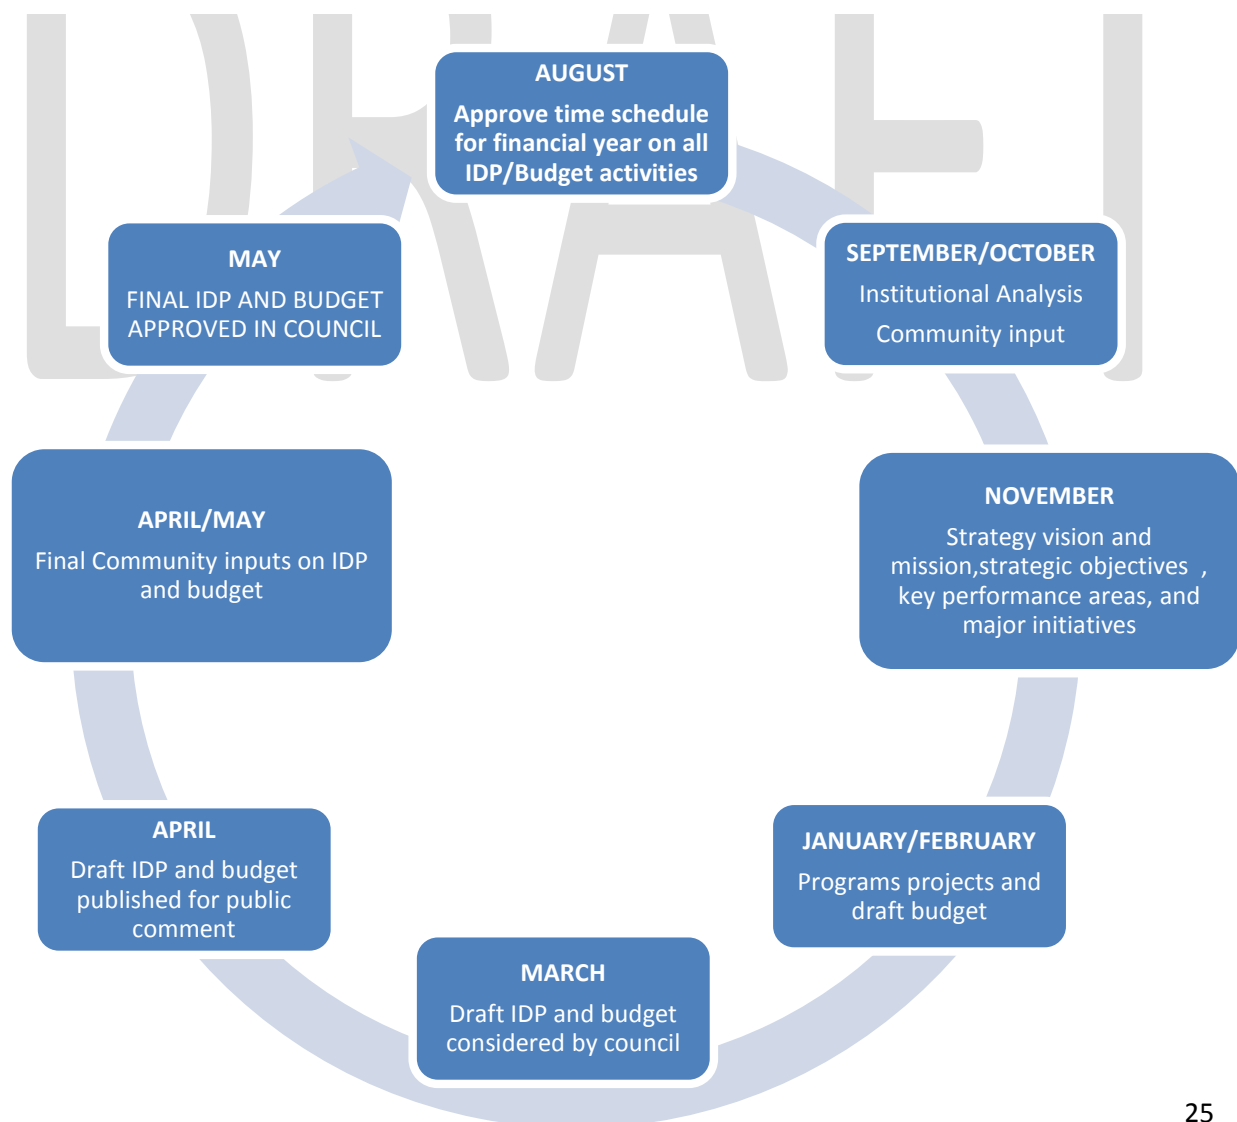 DRAFT
AUGUST
Approve time schedule
for financial year on all
IDP/Budget activities
SEPTEMBER/OCTOBER
Institutional Analysis
Community input
NOVEMBER
Strategy vision and
mission,strategic objectives ,
key performance areas, and
major initiatives
JANUARY/FEBRUARY
Programs projects and
draft budget
MARCH
Draft IDP and budget
considered by council
APRIL
Draft IDP and budget
published for public
comment
APRIL/MAY
Final Community inputs on IDP
and budget
MAY
FINAL IDP AND BUDGET
APPROVED IN COUNCIL
25